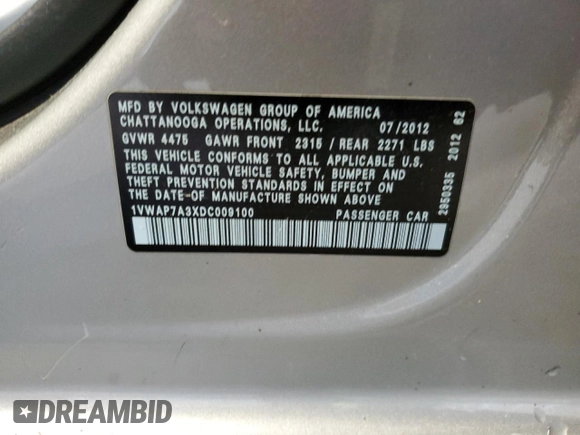 MFD BY VOLKSWAGEN GROUP OF AMERICA
CHATTANOOGA OPERATIONS, LLC. 07/2012
GVWR 4475 GAWR FRONT 2315 / REAR 2271 LBS
THIS VEHICLE CONFORMS TO ALL APPLICABLE U.S.
FEDERAL MOTOR VEHICLE SAFETY, BUMPER AND
THEFT PREVENTION STANDARDS IN EFFECT ON
THE DATE-OF MANUFACTURE SHOWN ABOVE
1VWAP7A3XDC009100 PASSENGER CAR
2950335 2012 G2
DREAMBID